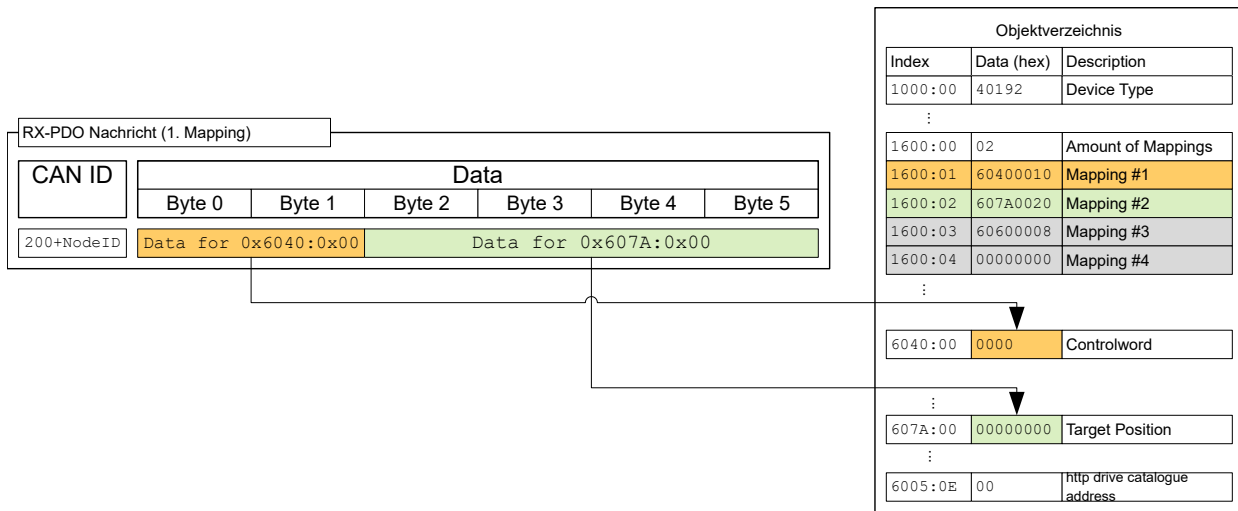 RX-PDO Nachricht (1. Mapping)
CAN ID Data
Byte 0 Byte 1 Byte 2 Byte 3 Byte 4 Byte 5
200+NodeID Data for 0x6040:0x00 Data for 0x607A:0x00
Objektverzeichnis
Index Data (hex) Description
1000:00 40192 Device Type
⋮
1600:00 02 Amount of Mappings
1600:01 60400010 Mapping #1
1600:02 607A0020 Mapping #2
1600:03 60600008 Mapping #3
1600:04 00000000 Mapping #4
⋮
6040:00 0000 Controlword
⋮
607A:00 00000000 Target Position
⋮
6005:0E 00 http drive catalogue
address